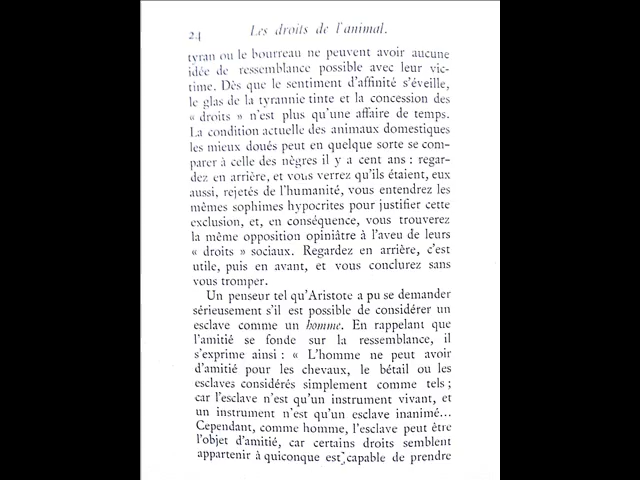 24 Les droits de l'animal.
tyran ou le bourreau ne peuvent avoir aucune
idée de ressemblance possible avec leur vic-
time. Dès que le sentiment d'affinité s'éveille,
le glas de la tyrannie tinte et la concession des
« droits » n'est plus qu'une affaire de temps.
La condition actuelle des animaux domestiques
les mieux doués peut en quelque sorte se com-
parer à celle des nègres il y a cent ans : regar-
dez en arrière, et vous verrez qu'ils étaient, eux
aussi, rejetés de l'humanité, vous entendrez les
mêmes sophimes hypocrites pour justifier cette
exclusion, et, en conséquence, vous trouverez
la même opposition opiniâtre à l'aveu de leurs
« droits » sociaux. Regardez en arrière, c'est
utile, puis en avant, et vous conclurez sans
vous tromper.
Un penseur tel qu'Aristote a pu se demander
sérieusement s'il est possible de considérer un
esclave comme un homme. En rappelant que
l'amitié se fonde sur la ressemblance, il
s'exprime ainsi : « L'homme ne peut avoir
d'amitié pour les chevaux, le bétail ou les
esclaves considérés simplement comme tels ;
car l'esclave n'est qu'un instrument vivant, et
un instrument n'est qu'un esclave inanimé...
Cependant, comme homme, l'esclave peut être
l'objet d'amitié, car certains droits semblent
appartenir à quiconque est capable de prendre